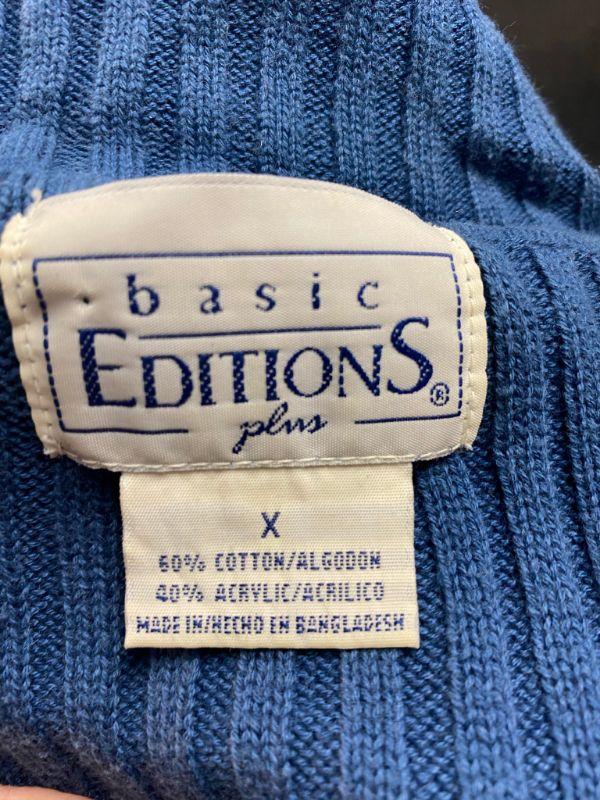 basic
EDITIONS®
plus
X
60% COTTON/ALGODON
40% ACRYLIC/ACRILICO
MADE IN/HECHO EN BANGLADESH